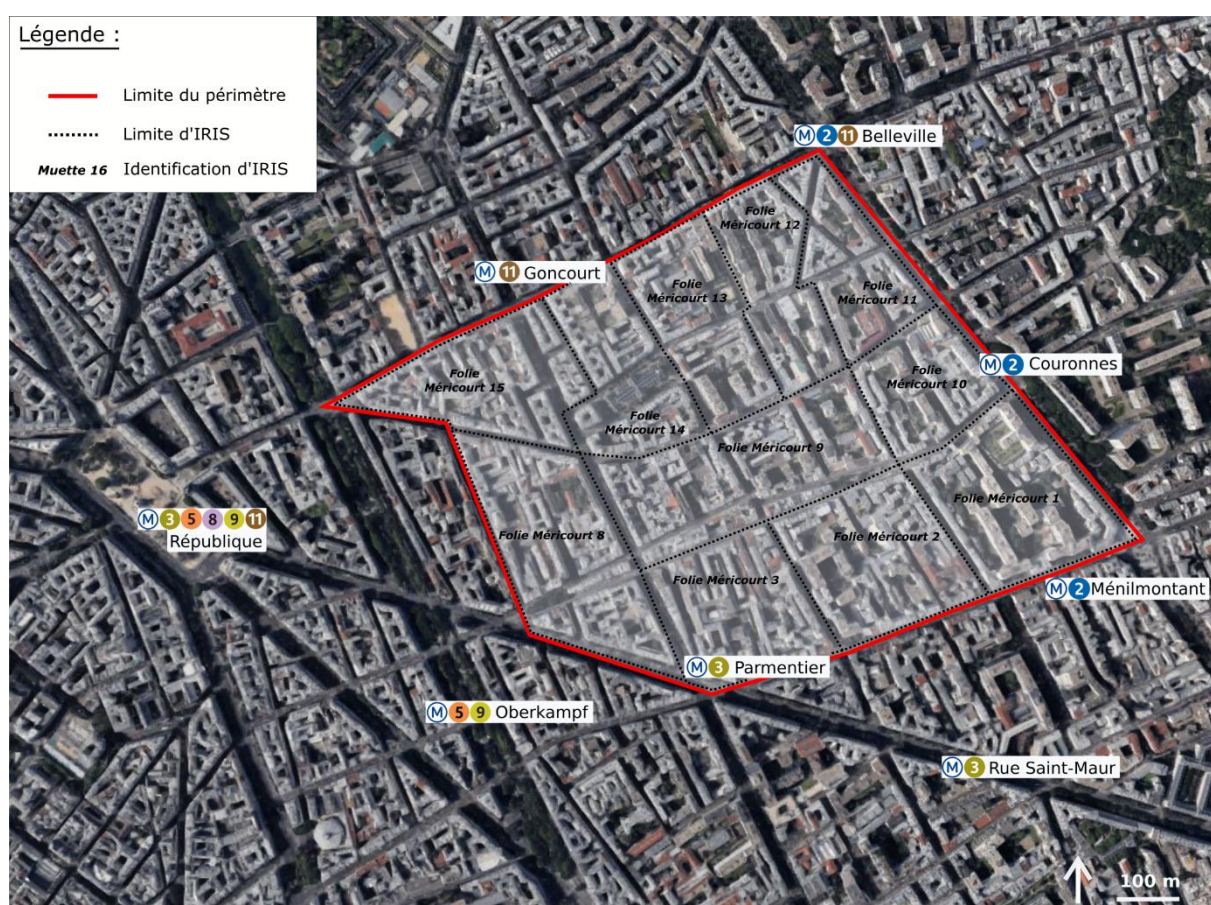 Légende :
Limite du périmètre
Limite d'IRIS
Muette 16 Identification d'IRIS
M 2 11 Belleville
Folie
Méricourt 12
M 11 Goncourt
Folie
Méricourt 13
Folie
Méricourt 11
M 2 Couronnes
Folie
Méricourt 15
Folie
Méricourt 10
Folie
Méricourt 14
Folie Méricourt 9
M 3 5 8 9 11
République
Folie Méricourt 8
Folie Méricourt 1
Folie Méricourt 2
Folie Méricourt 3
M 2 Ménilmontant
M 3 Parmentier
M 5 9 Oberkampf
M 3 Rue Saint-Maur
100 m